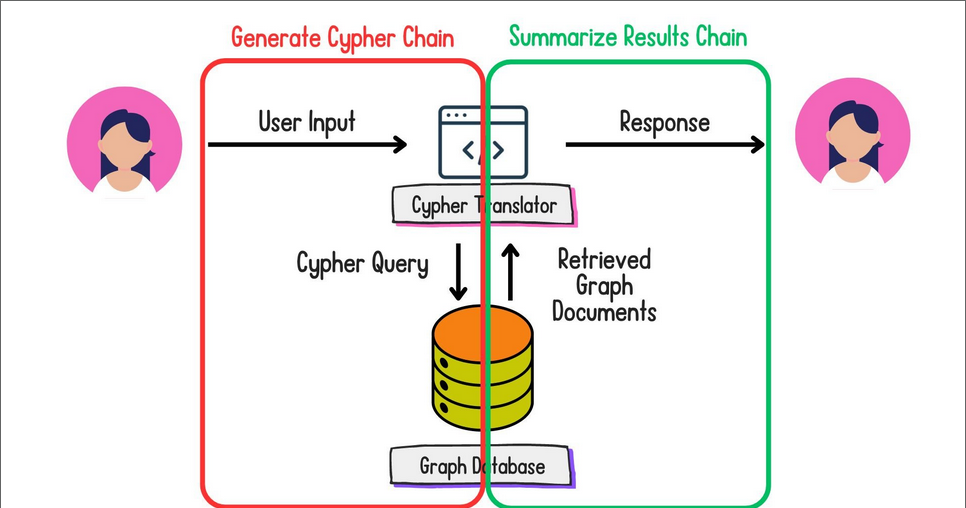 Generate Cypher Chain
Summarize Results Chain
User Input
Response
Cypher Translator
Cypher Query
Retrieved
Graph
Documents
Graph Database